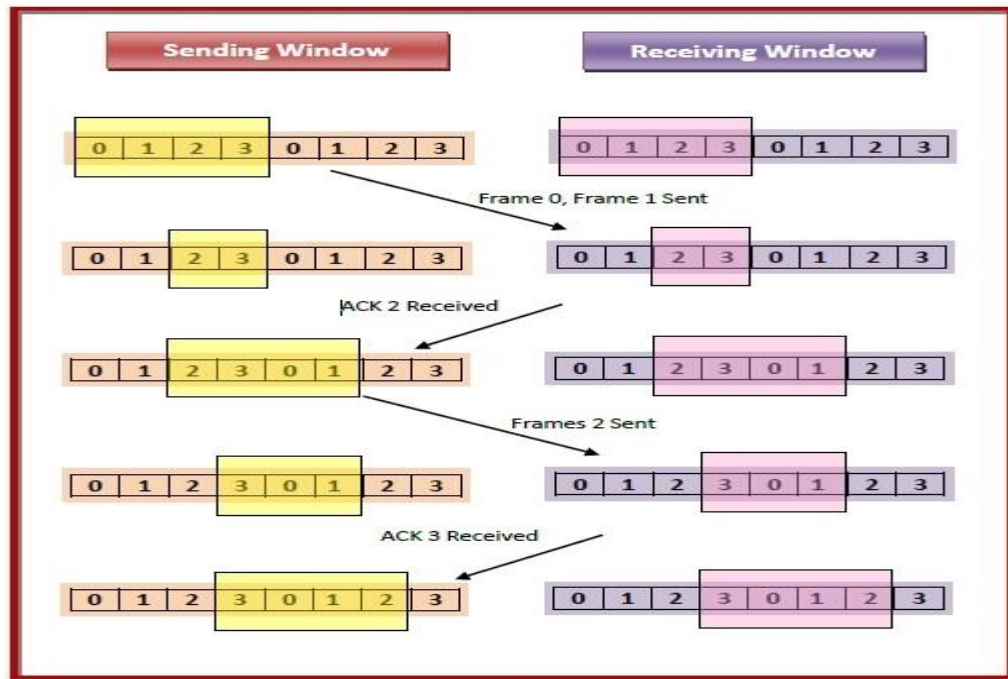 Sending Window
Receiving Window
0 1 2 3 0 1 2 3
0 1 2 3 0 1 2 3
Frame 0, Frame 1 Sent
0 1 2 3 0 1 2 3
0 1 2 3 0 1 2 3
ACK 2 Received
0 1 2 3 0 1 2 3
0 1 2 3 0 1 2 3
Frames 2 Sent
0 1 2 3 0 1 2 3
0 1 2 3 0 1 2 3
ACK 3 Received
0 1 2 3 0 1 2 3
0 1 2 3 0 1 2 3